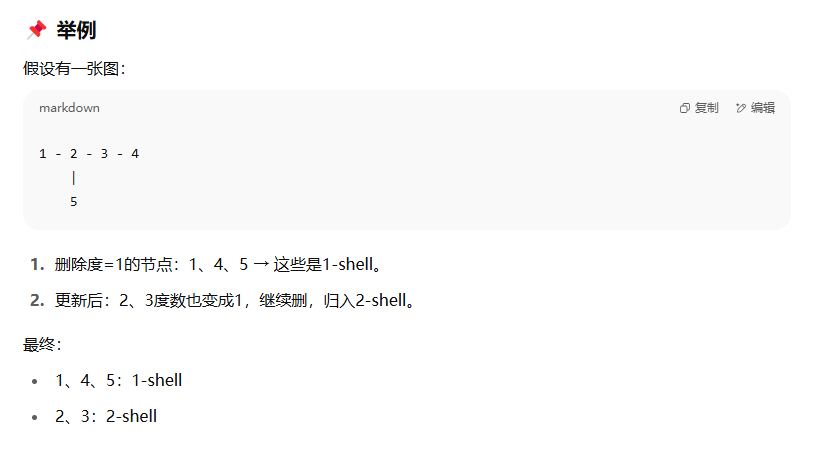 📌 举例
假设有一张图：
markdown 复制 编辑
1 - 2 - 3 - 4
    |
    5
1. 删除度=1的节点：1、4、5 → 这些是1-shell。
2. 更新后：2、3度数也变成1，继续删，归入2-shell。
最终：
• 1、4、5：1-shell
• 2、3：2-shell